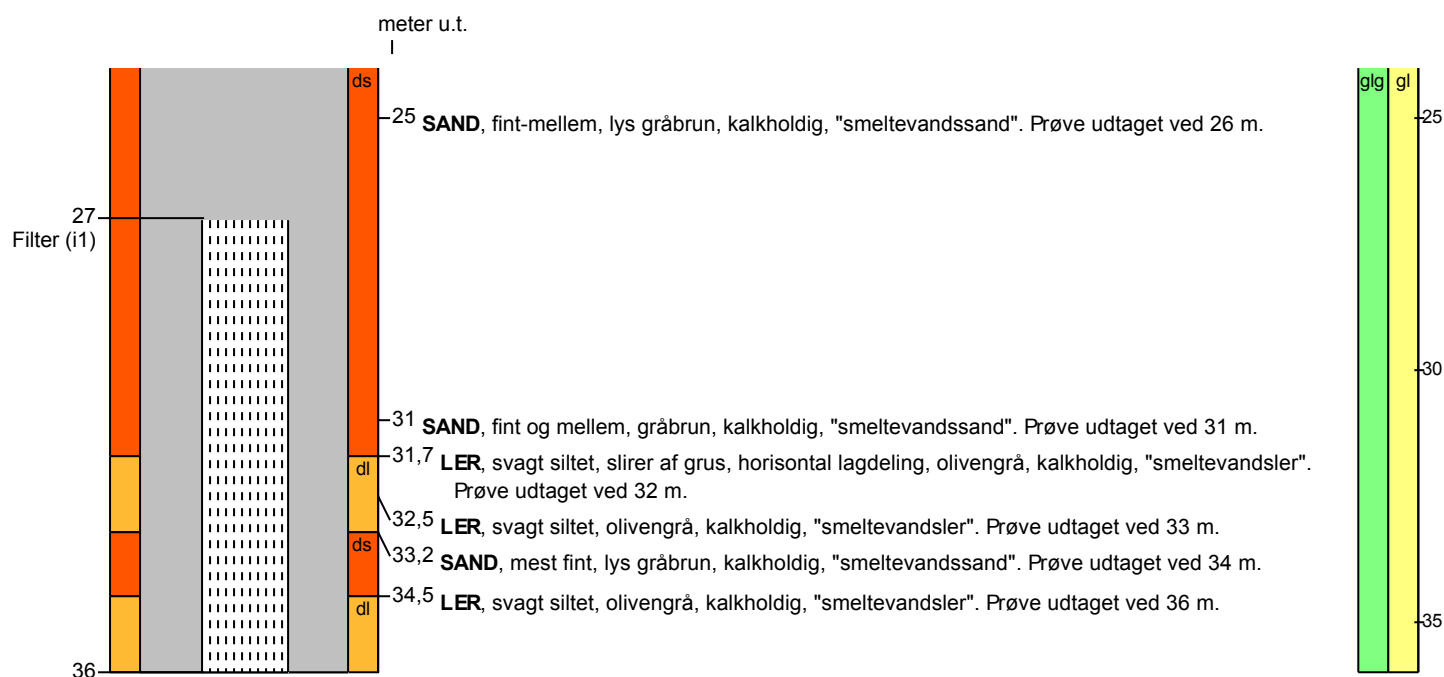 meter u.t.
ds
glg gl
25 SAND, fint-mellem, lys gråbrun, kalkholdig, "smeltevandssand". Prøve udtaget ved 26 m.
25
27
Filter (i1)
30
31 SAND, fint og mellem, gråbrun, kalkholdig, "smeltevandssand". Prøve udtaget ved 31 m.
31,7 LER, svagt siltet, slirer af grus, horisontal lagdeling, olivengrå, kalkholdig, "smeltevandsler".
dl
Prøve udtaget ved 32 m.
32,5 LER, svagt siltet, olivengrå, kalkholdig, "smeltevandsler". Prøve udtaget ved 33 m.
ds
33,2 SAND, mest fint, lys gråbrun, kalkholdig, "smeltevandssand". Prøve udtaget ved 34 m.
34,5 LER, svagt siltet, olivengrå, kalkholdig, "smeltevandsler". Prøve udtaget ved 36 m.
dl
35
36